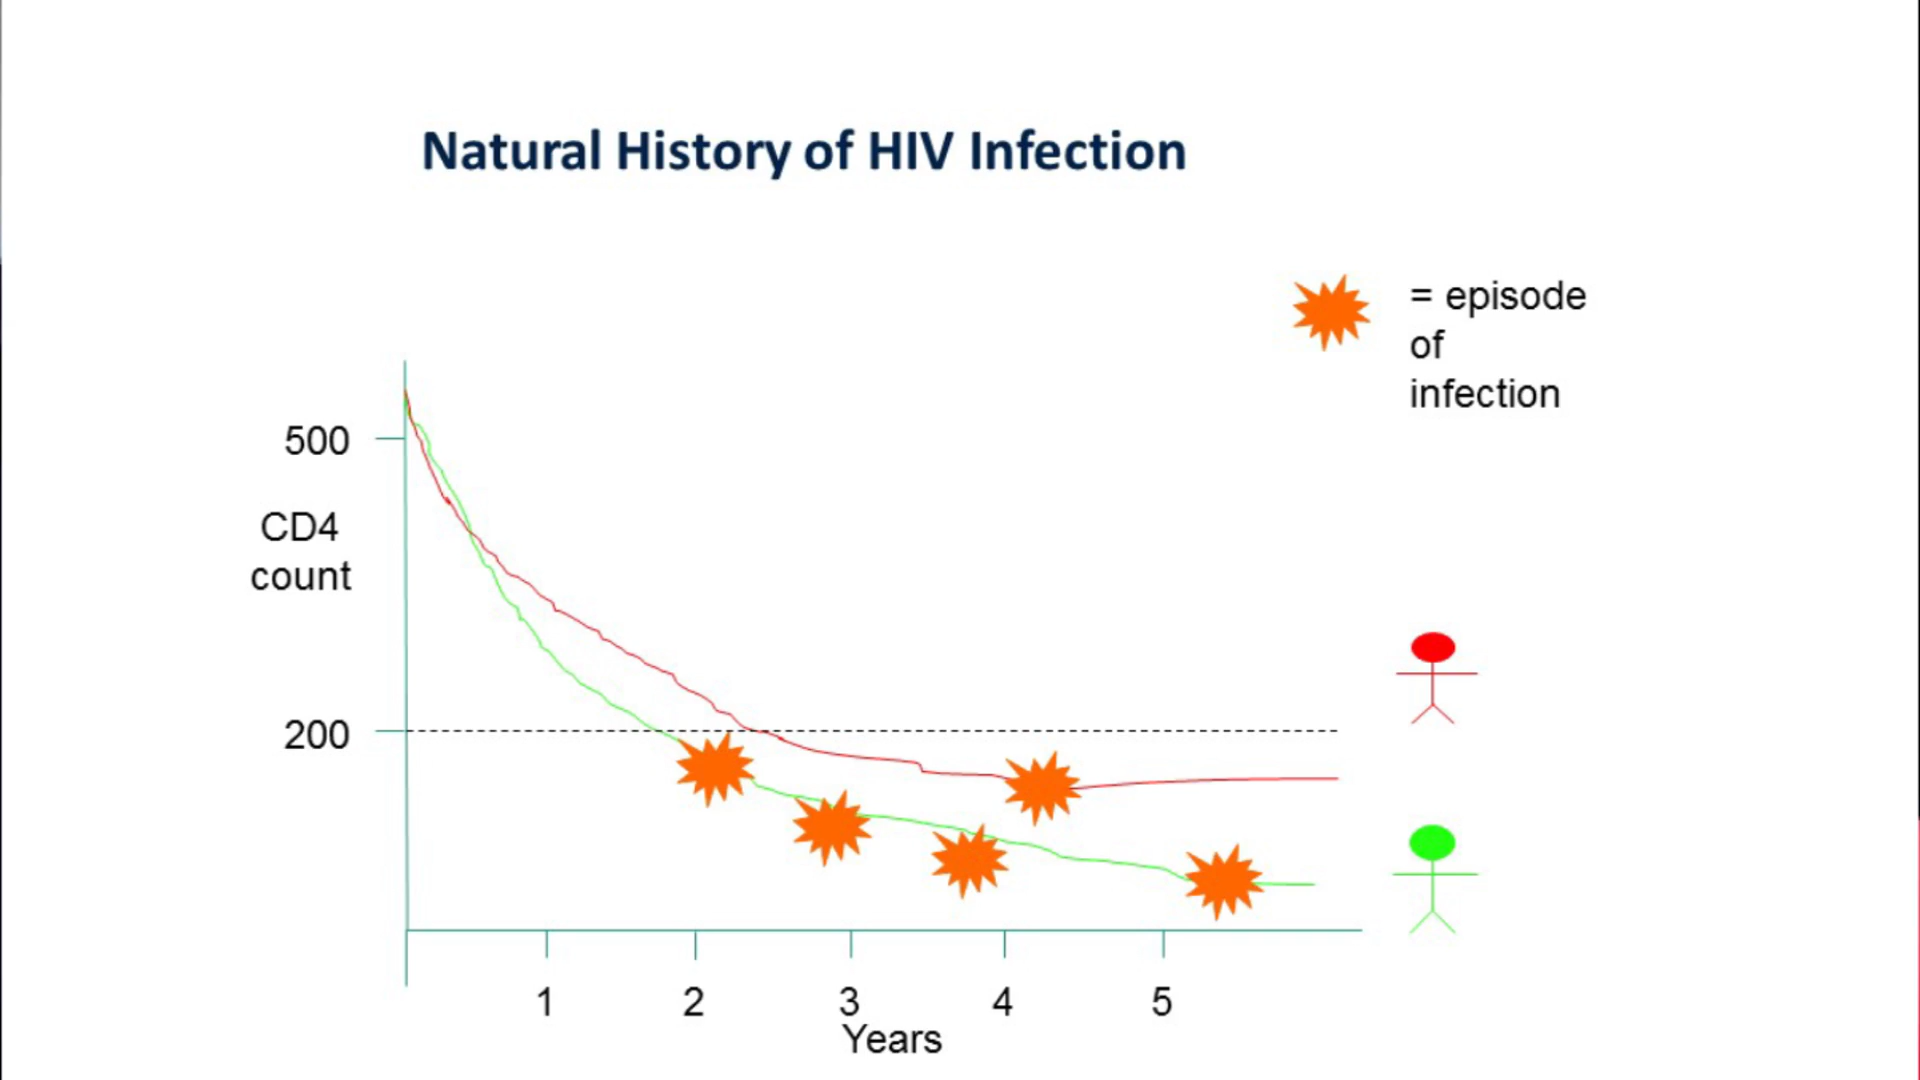 Natural History of HIV Infection
= episode
of
infection
500
CD4
count
200
1 2 3 4 5
Years